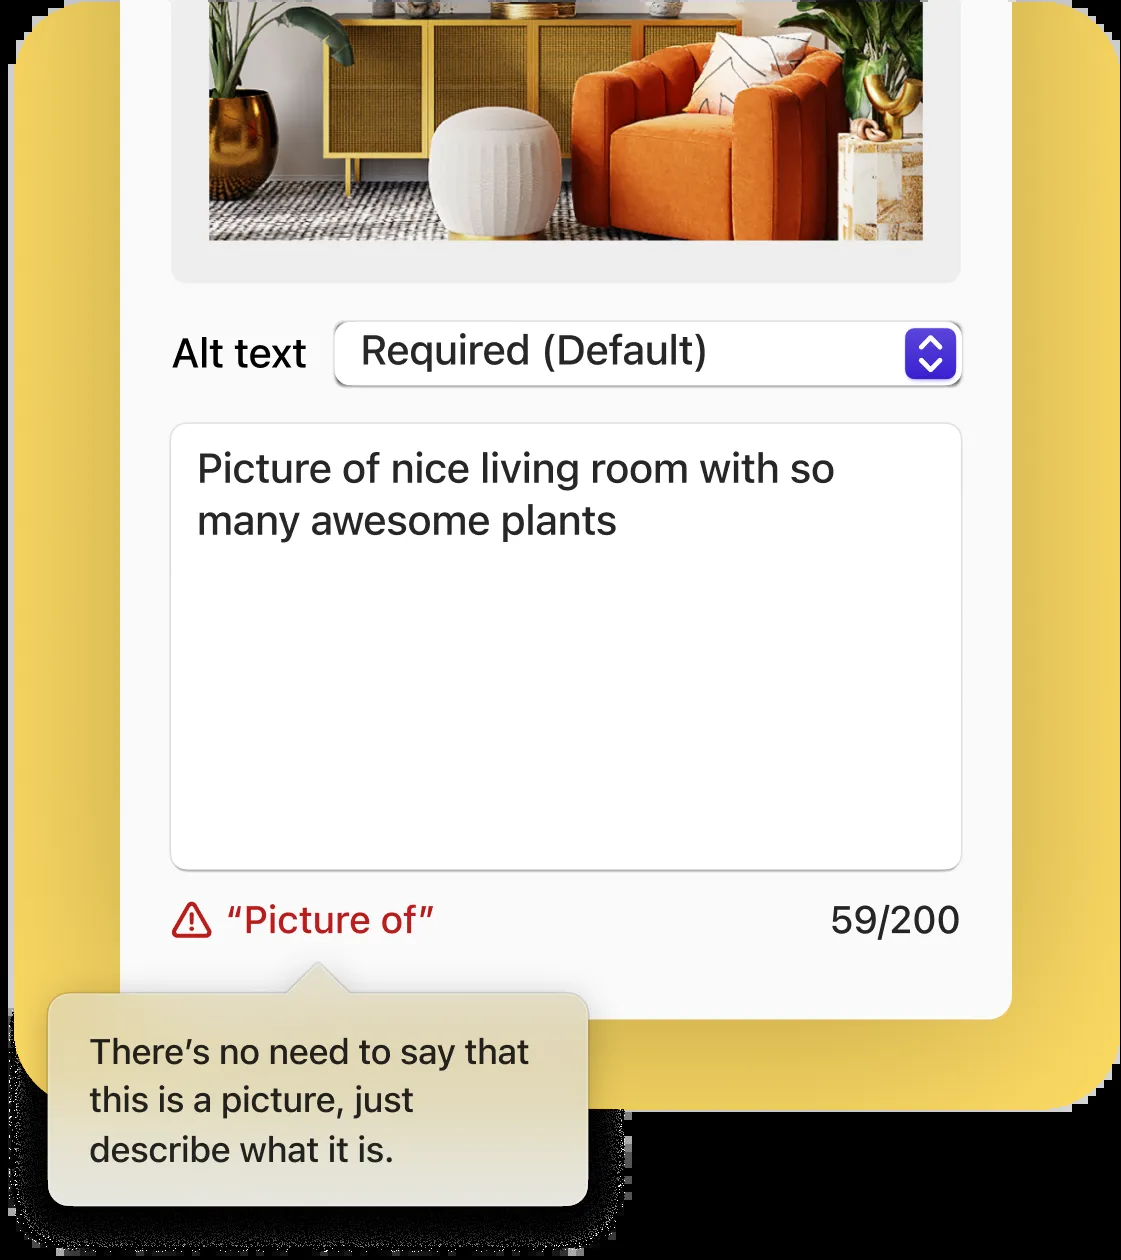 Alt text
Required (Default)
Picture of nice living room with so
many awesome plants
“Picture of”
59/200
There’s no need to say that
this is a picture, just
describe what it is.